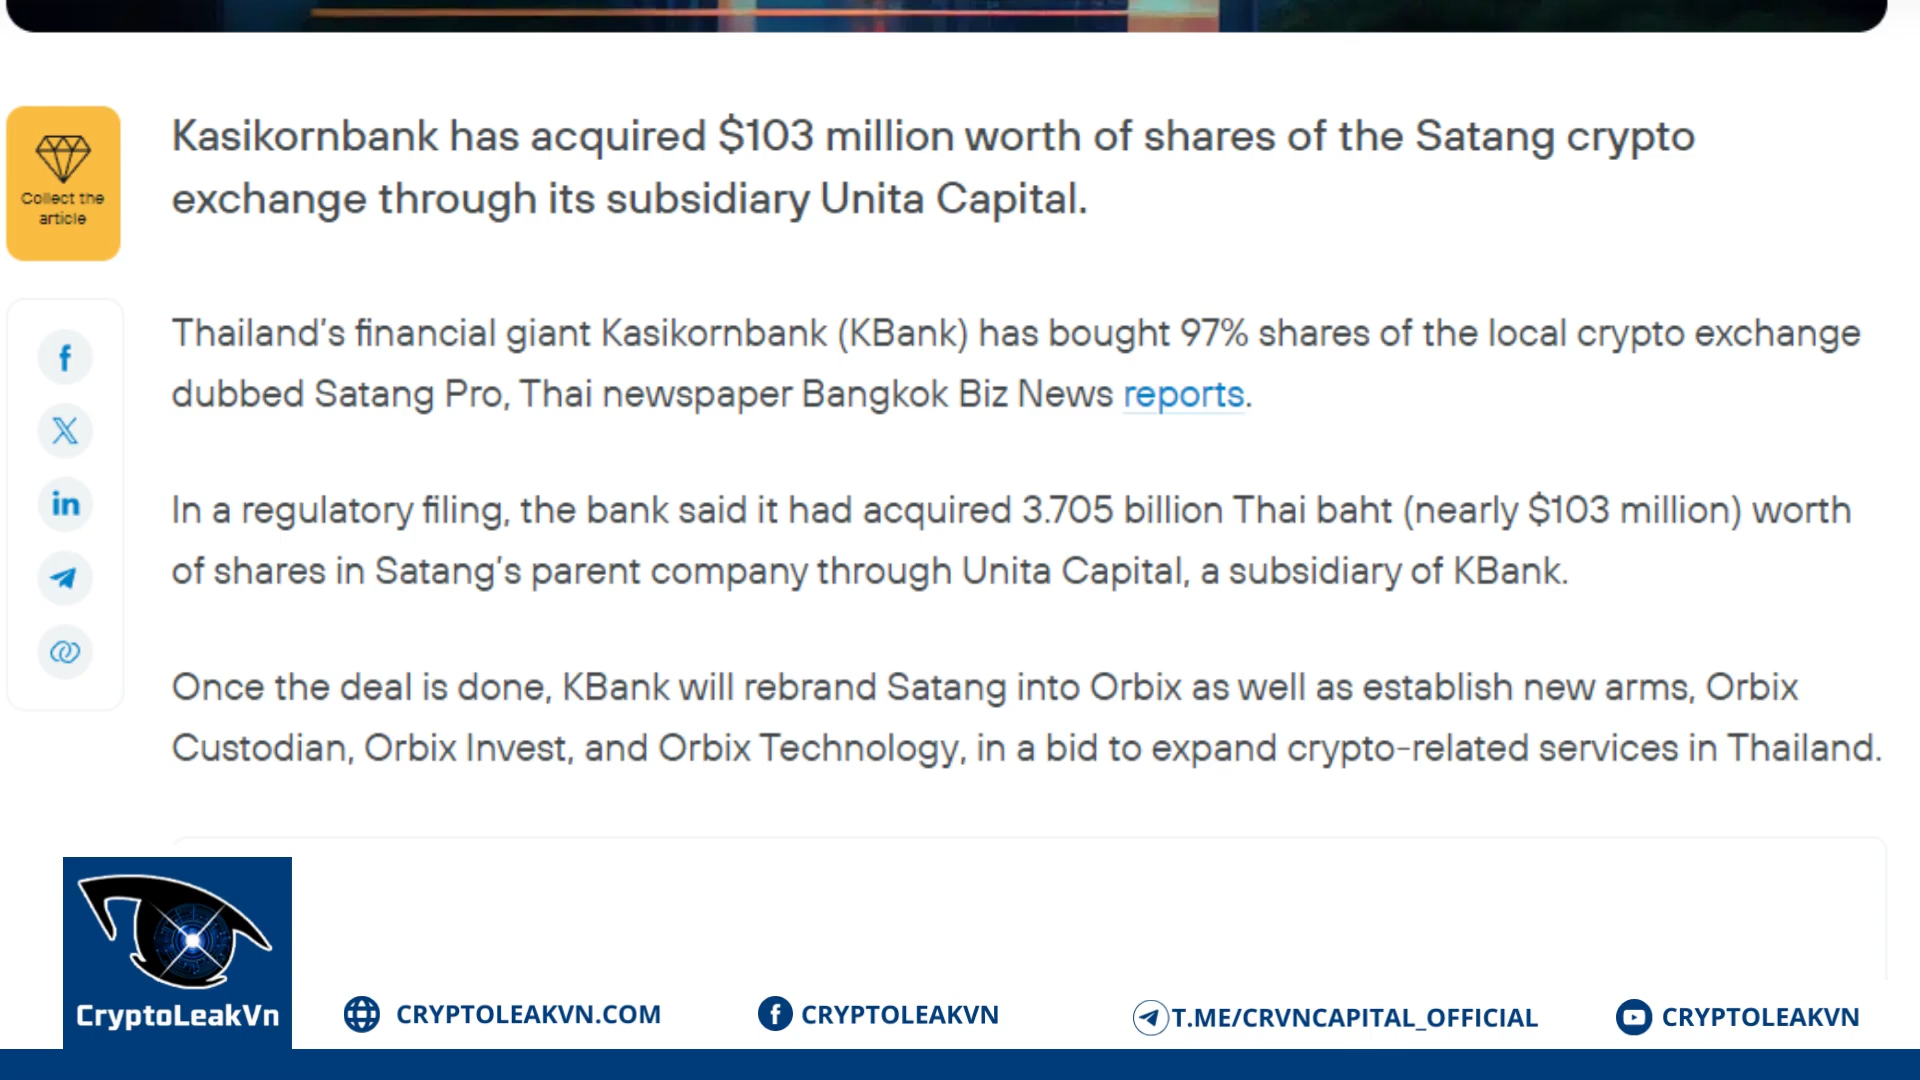 Kasikornbank has acquired $103 million worth of shares of the Satang crypto
exchange through its subsidiary Unita Capital.
Collect the
article
Thailand's financial giant Kasikornbank (KBank) has bought 97% shares of the local crypto exchange
dubbed Satang Pro, Thai newspaper Bangkok Biz News reports.
In a regulatory filing, the bank said it had acquired 3.705 billion Thai baht (nearly $103 million) worth
of shares in Satang's parent company through Unita Capital, a subsidiary of KBank.
Once the deal is done, KBank will rebrand Satang into Orbix as well as establish new arms, Orbix
Custodian, Orbix Invest, and Orbix Technology, in a bid to expand crypto-related services in Thailand.
CryptoLeakVn
CRYPTOLEAKVN.COM
CRYPTOLEAKVN
T.ME/CRVNCAPITAL_OFFICIAL
CRYPTOLEAKVN